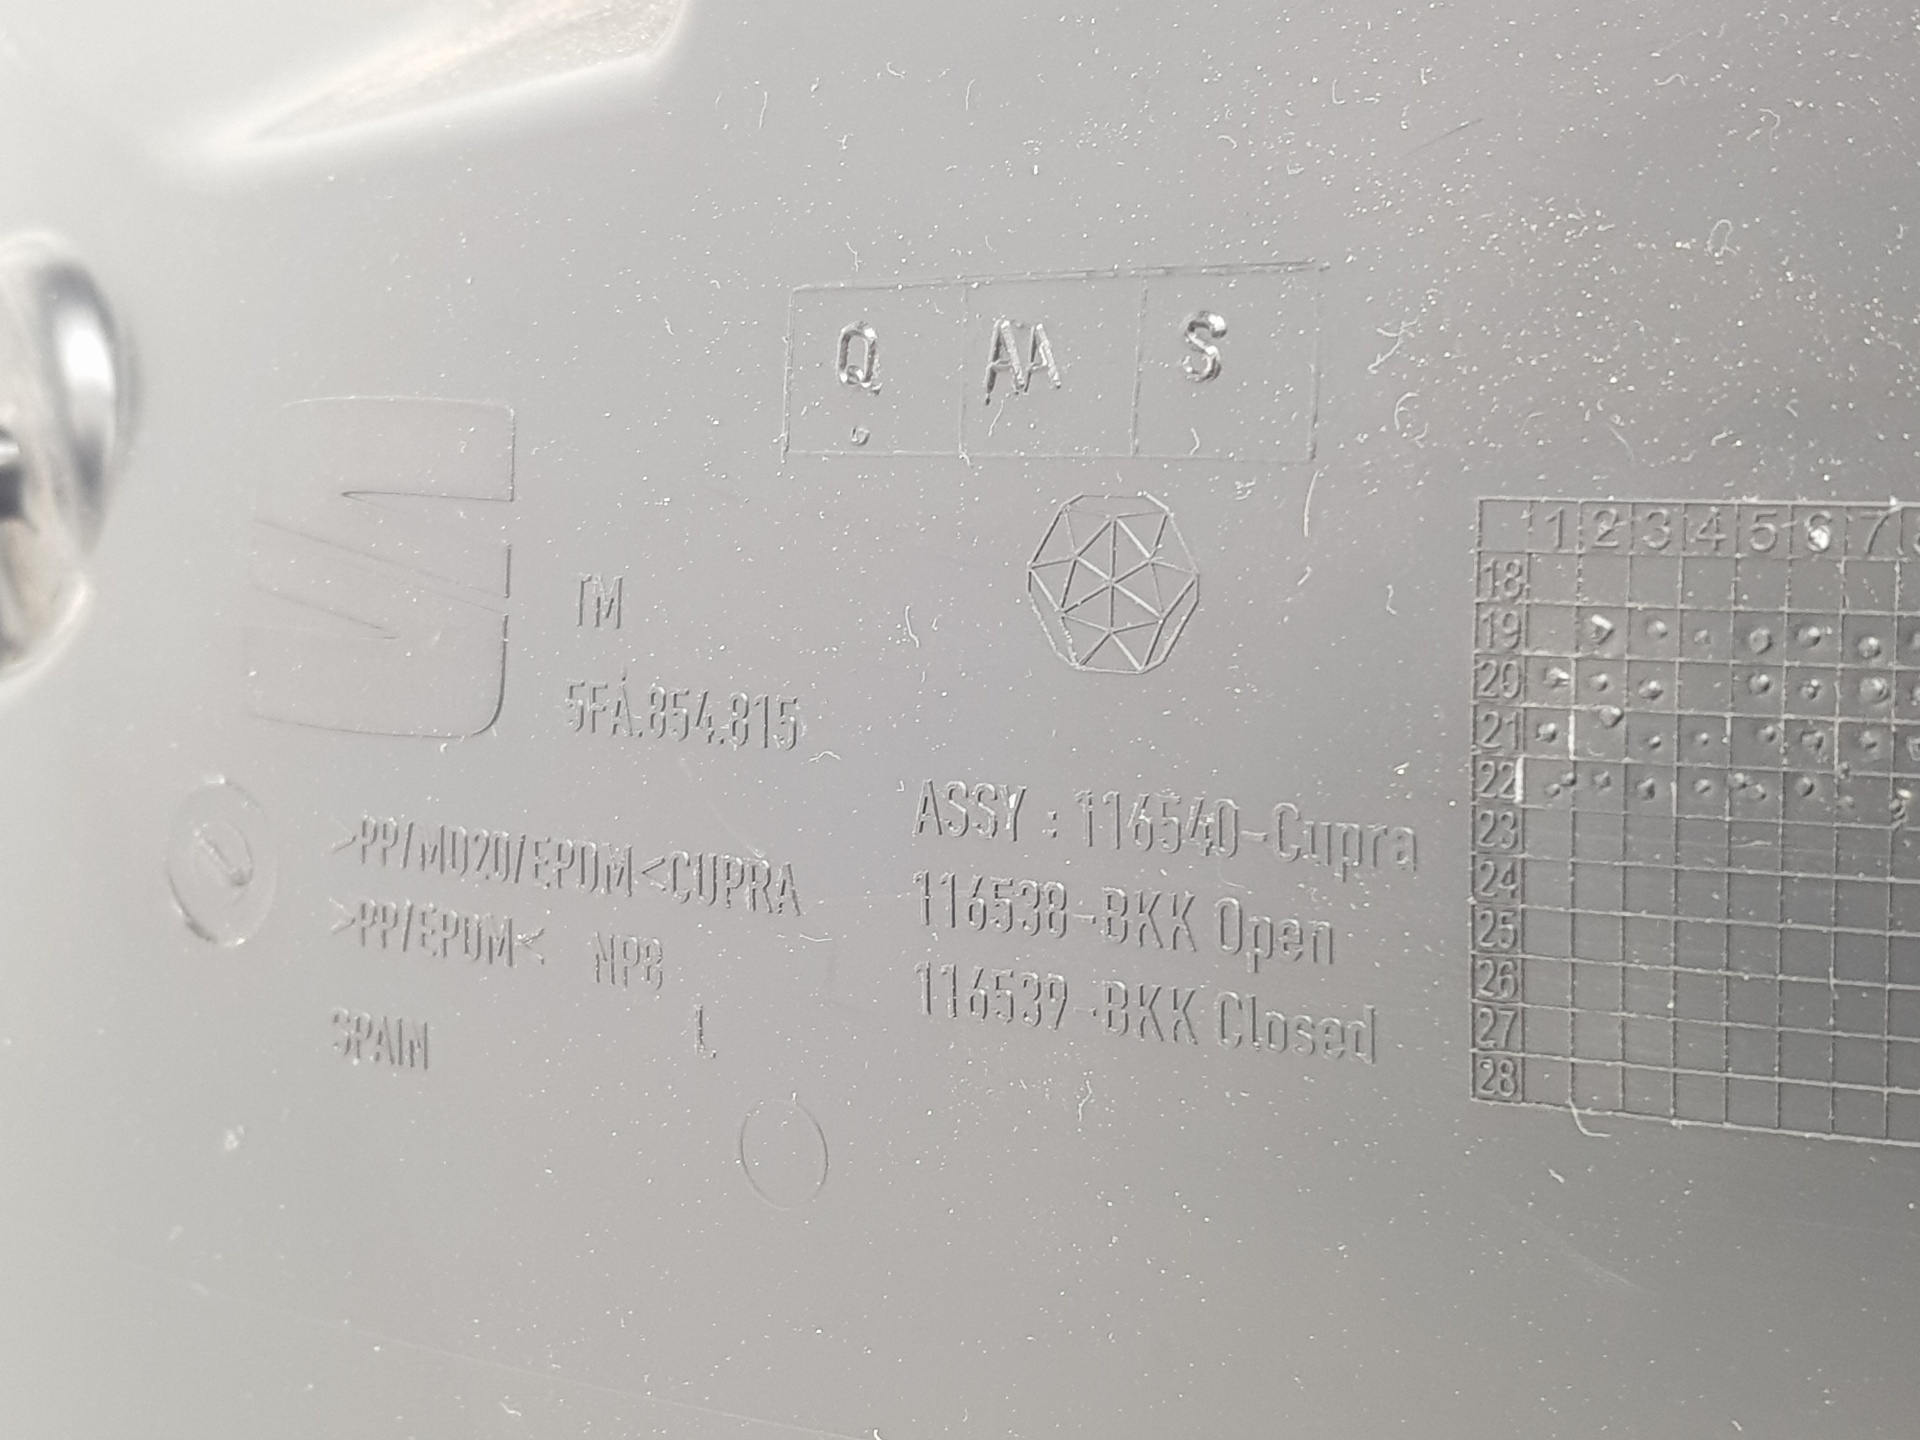 Q AA S
TM
5FA.854.815
>PP/MD20/EPDM<CUPRA
>PP/EPDM< NP8
SPAIN L
ASSY : 116540-Cupra
116538-BKK Open
116539-BKK Closed
1 2 3 4 5 6 7 8
18
19
20
21
22
23
24
25
26
27
28